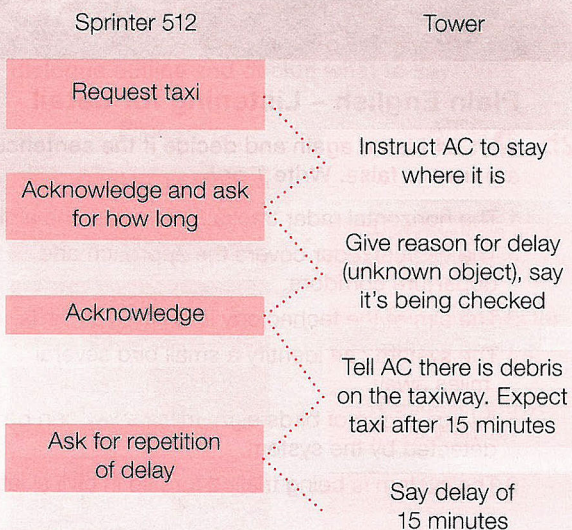 Sprinter 512
Tower
Request taxi
Instruct AC to stay
where it is
Acknowledge and ask
for how long
Give reason for delay
(unknown object), say
it's being checked
Acknowledge
Tell AC there is debris
on the taxiway. Expect
taxi after 15 minutes
Ask for repetition
of delay
Say delay of
15 minutes